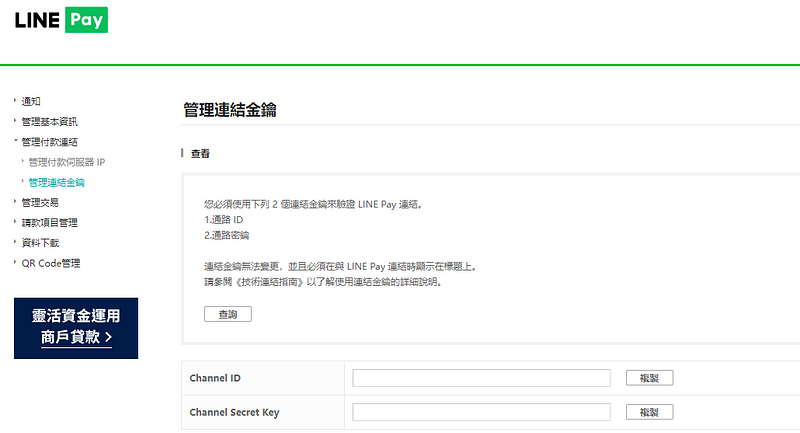 LINE Pay
通知
管理基本資訊
管理付款連結
管理付款伺服器 IP
管理連結金鑰
管理交易
請款項目管理
資料下載
QR Code管理
靈活資金運用
商戶貸款 >
管理連結金鑰
查看
您必須使用下列 2 個連結金鑰來驗證 LINE Pay 連結。
1.通路 ID
2.通路密鑰
連結金鑰無法變更，並且必須在與 LINE Pay 連結時顯示在標題上。
請參閱《技術連結指南》以了解使用連結金鑰的詳細說明。
查詢
Channel ID 複製
Channel Secret Key 複製